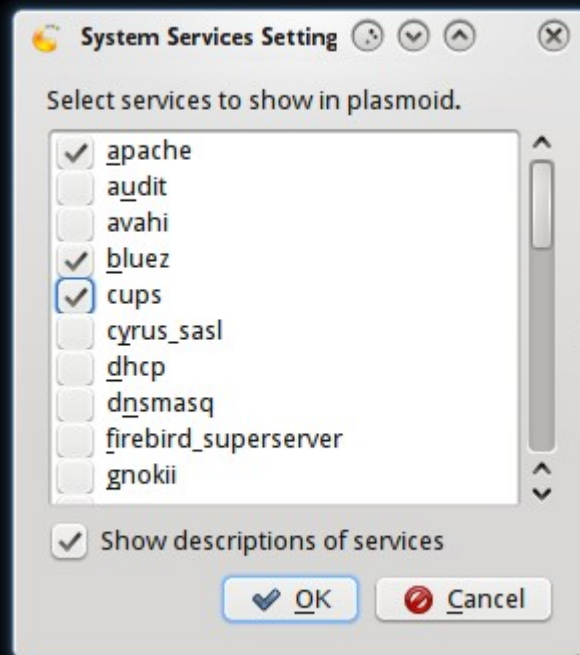 System Services Setting
Select services to show in plasmoid.
apache
audit
avahi
bluez
cups
cyrus_sasl
dhcp
dnsmasq
firebird_superserver
gnokii
Show descriptions of services
OK
Cancel